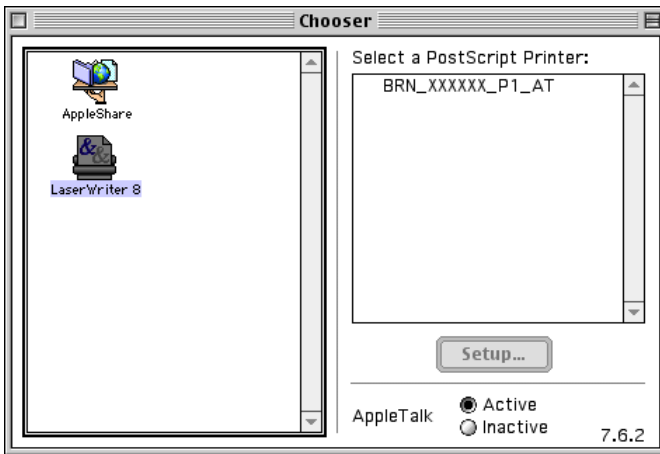 Chooser
AppleShare
LaserWriter 8
Select a PostScript Printer:
BRN_XXXXXX_P1_AT
Setup...
AppleTalk
Active
Inactive
7.6.2